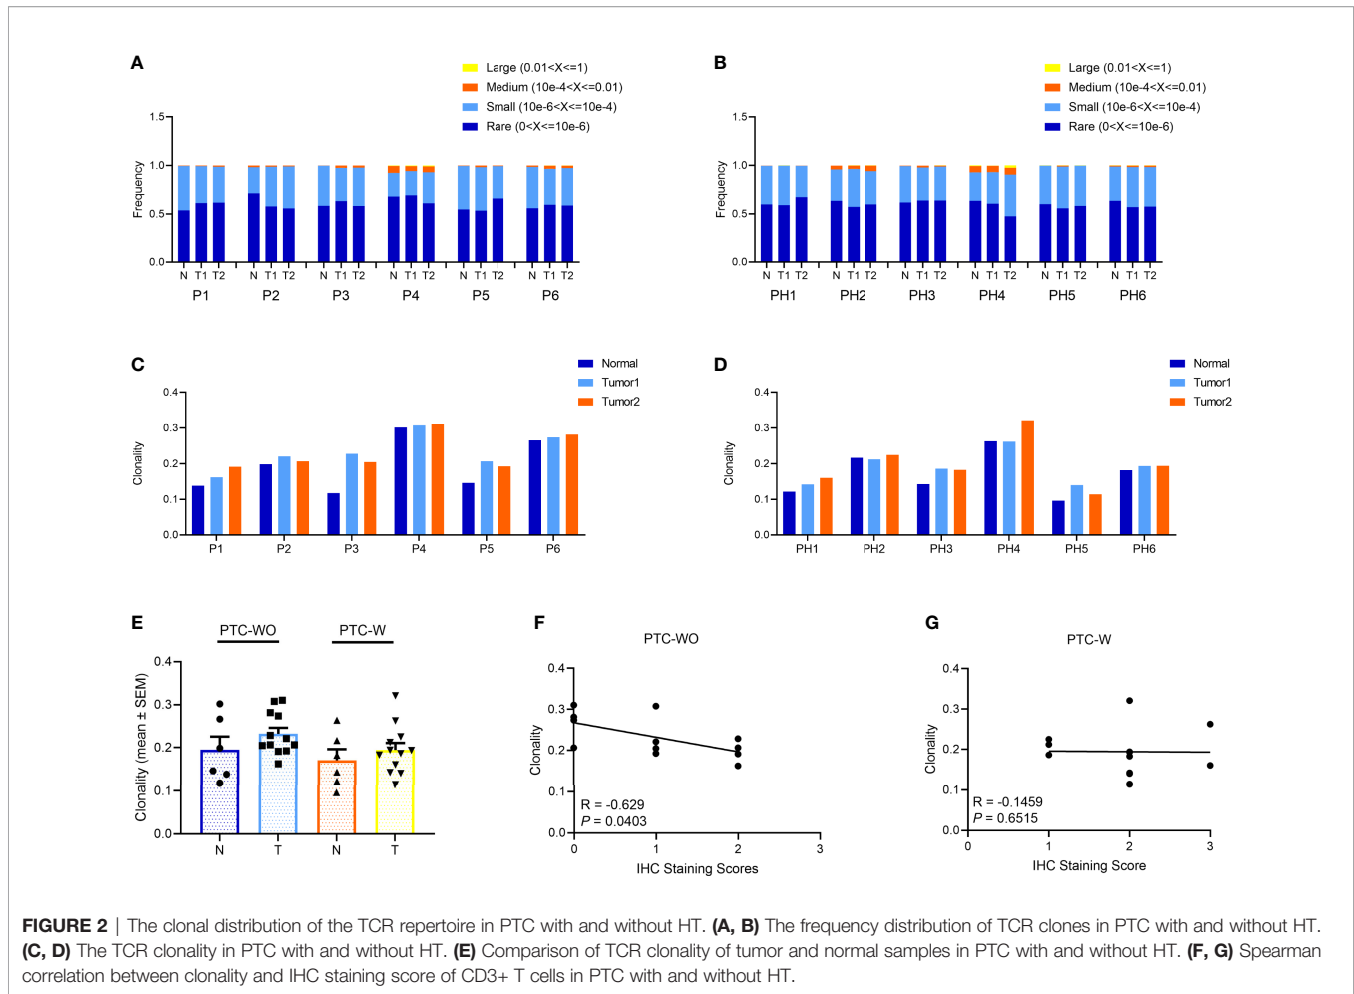 A
Large (0.01<X<=1)
Medium (10e-4<X<=0.01)
Small (10e-6<X<=10e-4)
Rare (0<X<=10e-6)
1.5
1.0
0.5
0.0
Frequency
N T1 T2 N T1 T2 N T1 T2 N T1 T2 N T1 T2 N T1 T2
P1 P2 P3 P4 P5 P6
B
Large (0.01<X<=1)
Medium (10e-4<X<=0.01)
Small (10e-6<X<=10e-4)
Rare (0<X<=10e-6)
1.5
1.0
0.5
0.0
Frequency
N T1 T2 N T1 T2 N T1 T2 N T1 T2 N T1 T2 N T1 T2
PH1 PH2 PH3 PH4 PH5 PH6
C
Normal
Tumor1
Tumor2
0.4
0.3
0.2
0.1
0.0
Clonality
P1 P2 P3 P4 P5 P6
D
Normal
Tumor1
Tumor2
0.4
0.3
0.2
0.1
0.0
Clonality
PH1 PH2 PH3 PH4 PH5 PH6
E
PTC-WO PTC-W
0.4
0.3
0.2
0.1
0.0
Clonality (mean ± SEM)
N T N T
F
PTC-WO
0.4
0.3
0.2
0.1
0.0
Clonality
R = -0.629
P = 0.0403
0 1 2 3
IHC Staining Scores
G
PTC-W
0.4
0.3
0.2
0.1
0.0
Clonality
R = -0.1459
P = 0.6515
0 1 2 3
IHC Staining Score
FIGURE 2 | The clonal distribution of the TCR repertoire in PTC with and without HT. (A, B) The frequency distribution of TCR clones in PTC with and without HT.
(C, D) The TCR clonality in PTC with and without HT. (E) Comparison of TCR clonality of tumor and normal samples in PTC with and without HT. (F, G) Spearman
correlation between clonality and IHC staining score of CD3+ T cells in PTC with and without HT.